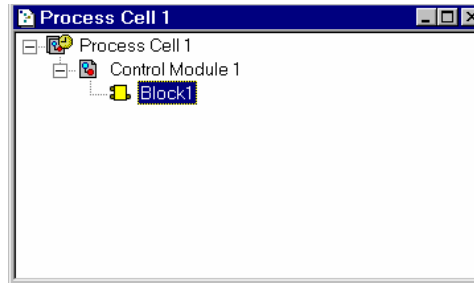 Process Cell 1
Process Cell 1
Control Module 1
Block1